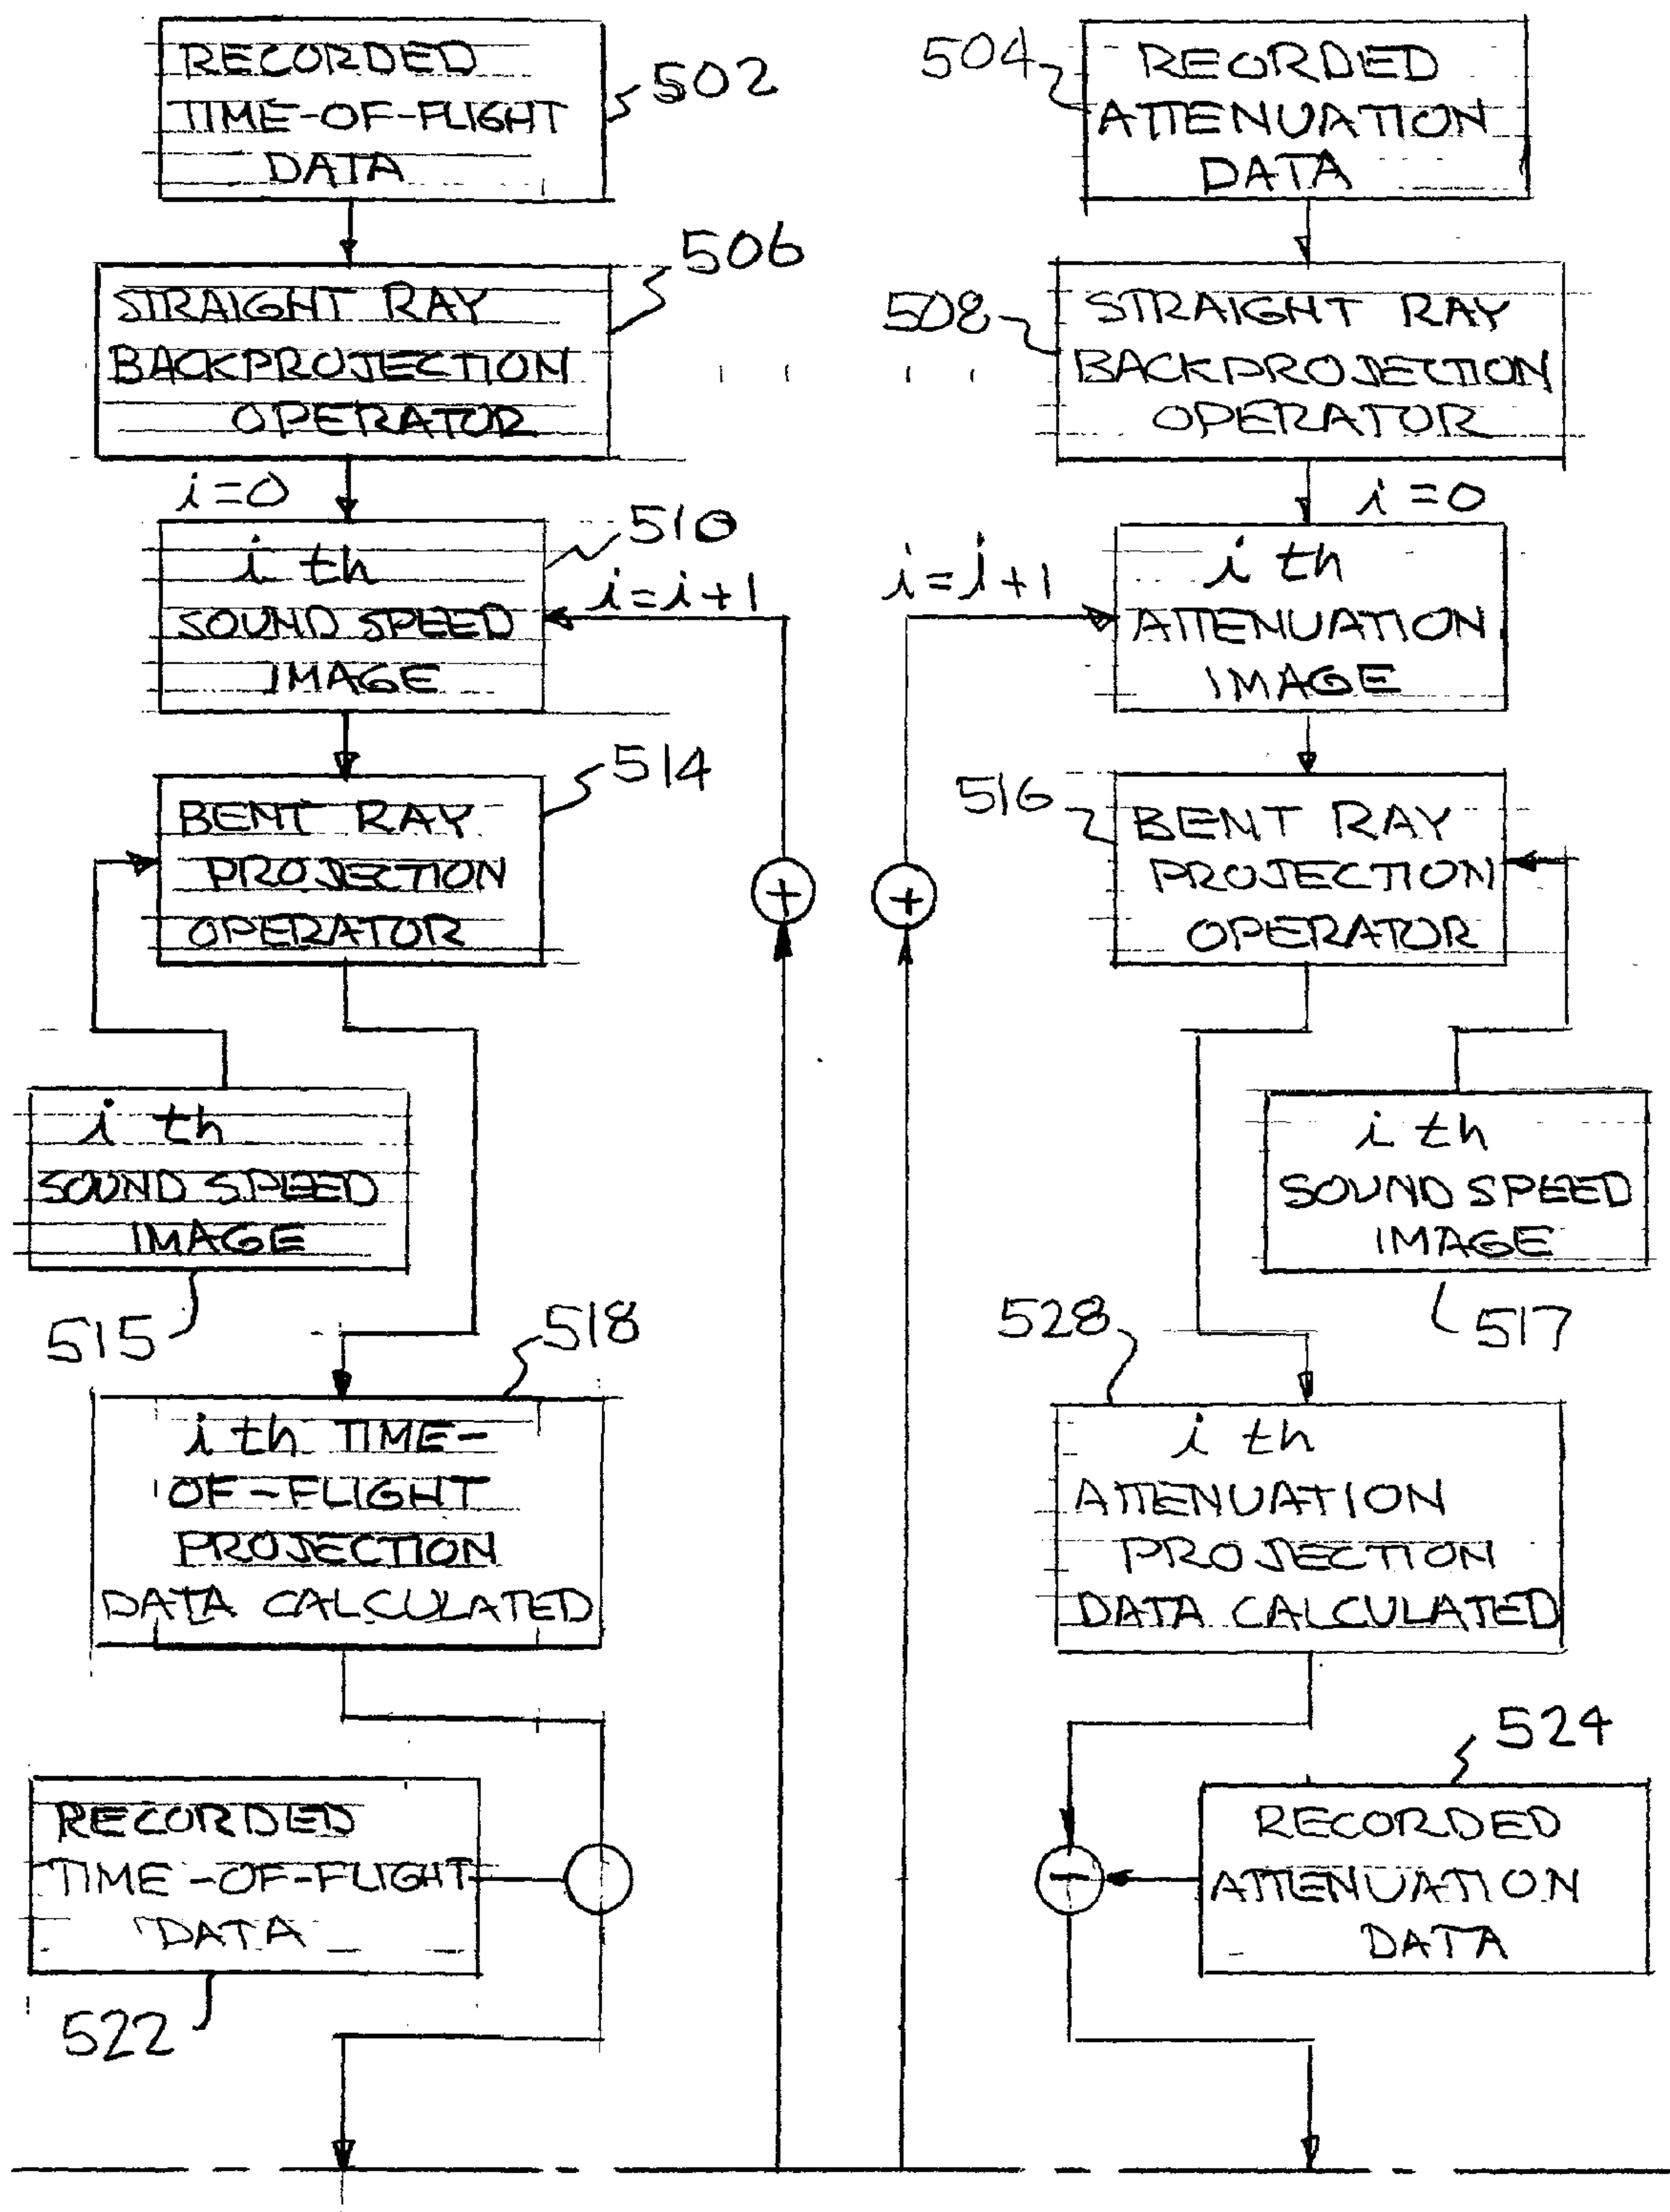 RECORDED
TIME-OF-FLIGHT
DATA
502
STRAIGHT RAY
BACKPROJECTION
OPERATOR
506
i=0
i th
SOUND SPEED
IMAGE
510
i=i+1
BENT RAY
PROJECTION
OPERATOR
514
+
i th
SOUND SPEED
IMAGE
515
i th TIME-
OF-FLIGHT
PROJECTION
DATA CALCULATED
518
RECORDED
TIME-OF-FLIGHT
DATA
522
504
REORDED
ATTENUATION
DATA
508
STRAIGHT RAY
BACKPROJECTION
OPERATOR
i=0
i=i+1
i th
ATTENUATION
IMAGE
516
BENT RAY
PROJECTION
OPERATOR
+
i th
SOUND SPEED
IMAGE
517
528
i th
ATTENUATION
PROJECTION
DATA CALCULATED
524
RECORDED
ATTENUATION
DATA
−